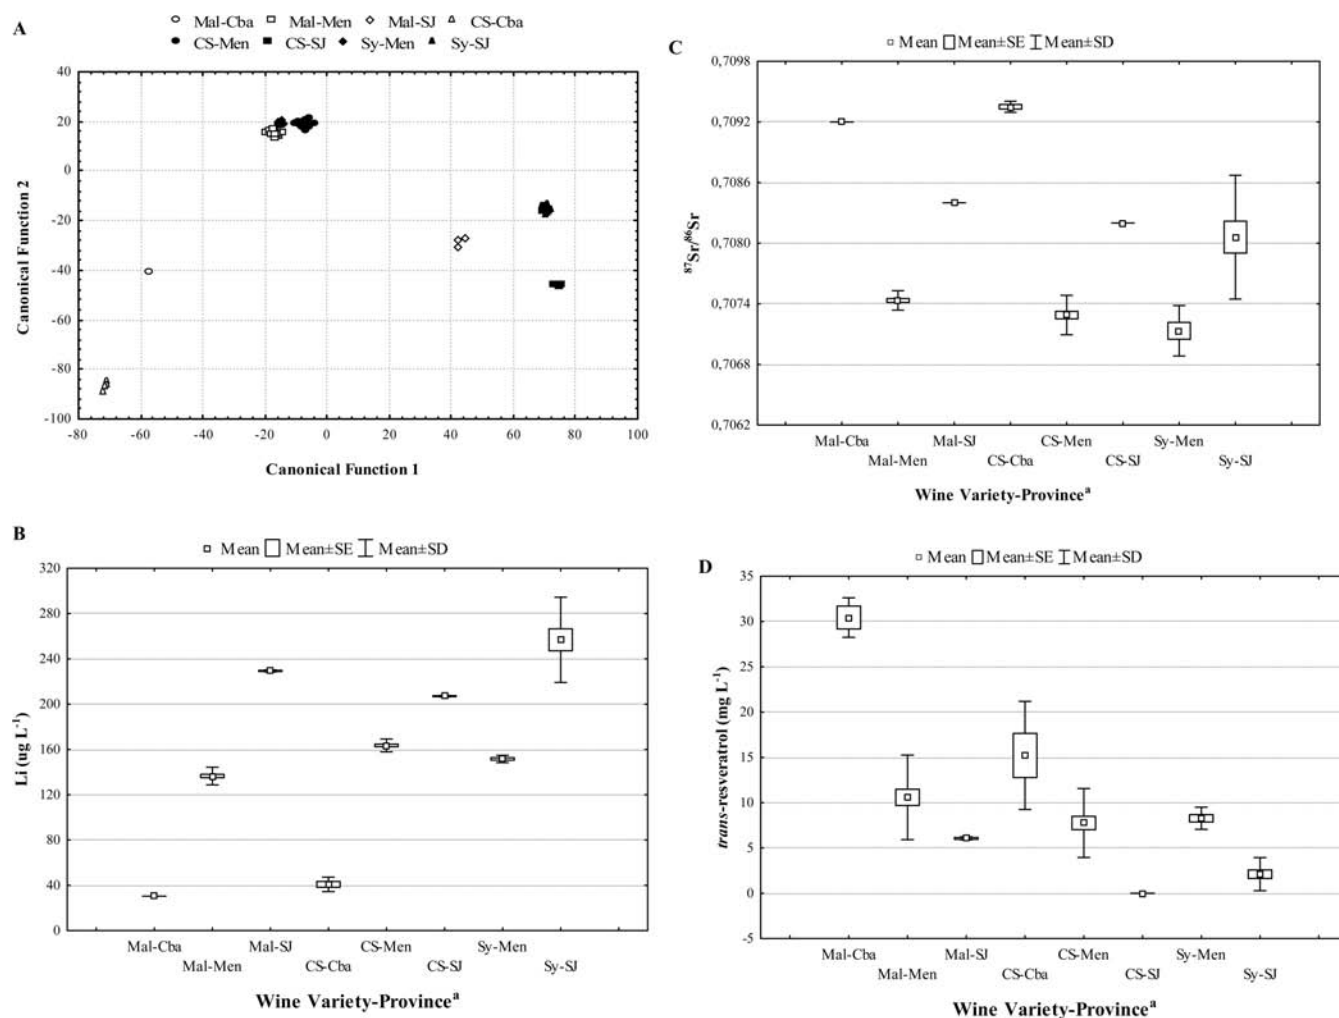 A
Mal-Cba Mal-Men Mal-SJ CS-Cba
CS-Men CS-SJ Sy-Men Sy-SJ
40
20
0
-20
-40
-60
-80
-100
Canonical Function 2
-80 -60 -40 -20 0 20 40 60 80 100
Canonical Function 1
C
Mean Mean±SE Mean±SD
0,7098
0,7092
0,7086
0,7080
0,7074
0,7068
0,7062
87Sr/86Sr
Mal-Cba Mal-SJ CS-Men Sy-Men
Mal-Men CS-Cba CS-SJ Sy-SJ
Wine Variety-Provinceª
B
Mean Mean±SE Mean±SD
320
280
240
200
160
120
80
40
0
Li (ug L-1)
Mal-Cba Mal-SJ CS-Men Sy-Men
Mal-Men CS-Cba CS-SJ Sy-SJ
Wine Variety-Provinceª
D
Mean Mean±SE Mean±SD
35
30
25
20
15
10
5
0
-5
trans-resveratrol (mg L-1)
Mal-Cba Mal-SJ CS-Men Sy-Men
Mal-Men CS-Cba CS-SJ Sy-SJ
Wine Variety-Provinceª